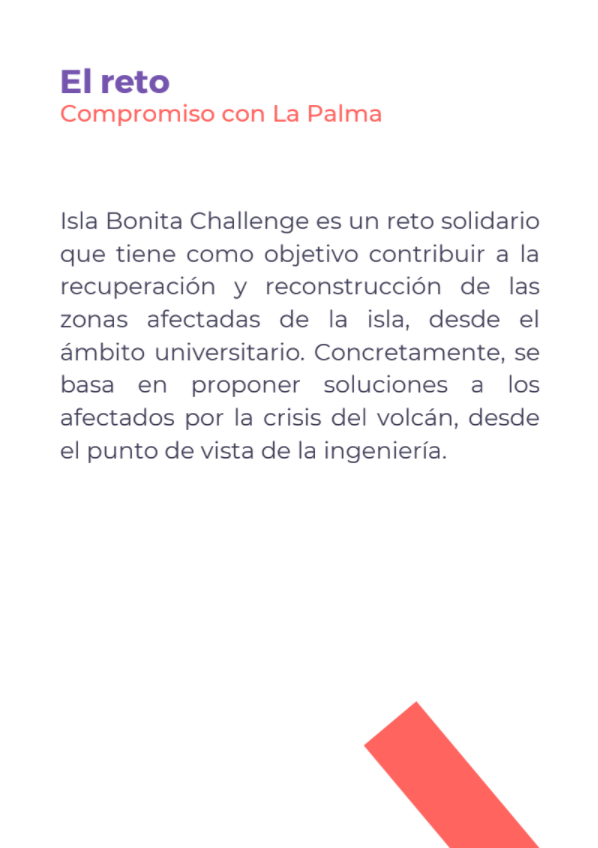 El reto
Compromiso con La Palma
Isla Bonita Challenge es un reto solidario
que tiene como objetivo contribuir a la
recuperación y reconstrucción de las
zonas afectadas de la isla, desde el
ámbito universitario. Concretamente, se
basa en proponer soluciones a los
afectados por la crisis del volcán, desde
el punto de vista de la ingeniería.